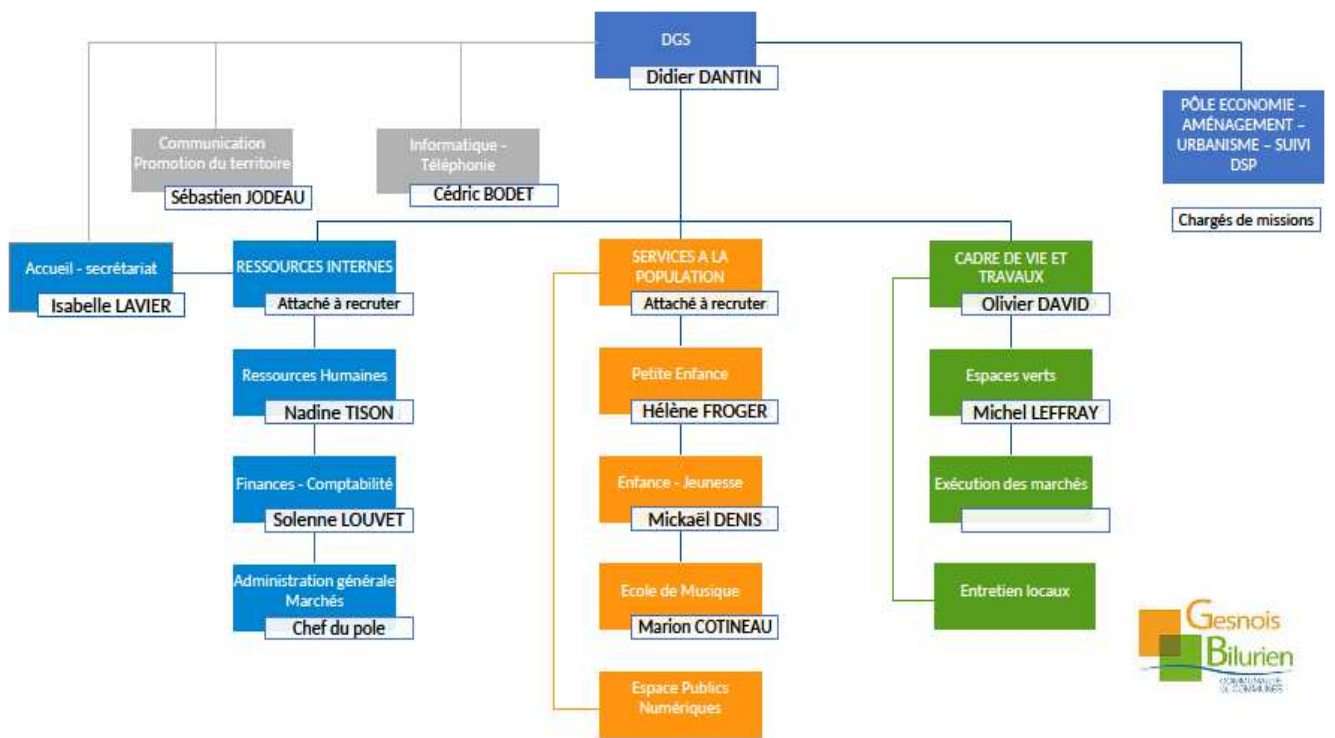 DGS
Didier DANTIN
PÔLE ECONOMIE –
AMÉNAGEMENT –
URBANISME – SUIVI
DSP
Chargés de missions
Communication
Promotion du territoire
Sébastien JODEAU
Informatique -
Téléphonie
Cédric BODET
Accueil - secrétariat
Isabelle LAVIER
RESSOURCES INTERNES
Attaché à recruter
Ressources Humaines
Nadine TISON
Finances - Comptabilité
Solenne LOUVET
Administration générale
Marchés
Chef du pole
SERVICES A LA
POPULATION
Attaché à recruter
Petite Enfance
Hélène FROGER
Enfance - Jeunesse
Mickaël DENIS
Ecole de Musique
Marion COTINEAU
Espace Publics
Numériques
CADRE DE VIE ET
TRAVAUX
Olivier DAVID
Espaces verts
Michel LEFFRAY
Exécution des marchés
Entretien locaux
Gesnois
Bilurien
COMMUNAUTÉ
DE COMMUNES